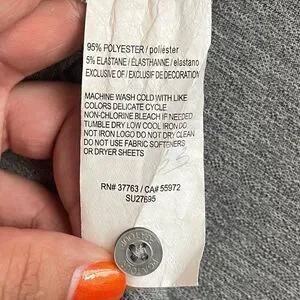 95% POLYESTER / poliéster
5% ELASTANE / ÉLASTHANNE / elastano
EXCLUSIVE OF / EXCLUSIF DE DECORATION
MACHINE WASH COLD WITH LIKE
COLORS DELICATE CYCLE
NON-CHLORINE BLEACH IF NEEDED
TUMBLE DRY LOW COOL IRON DO
NOT IRON LOGO DO NOT DRY CLEAN
DO NOT USE FABRIC SOFTENERS
OR DRYER SHEETS
RN# 37763 / CA# 55972
SU27695